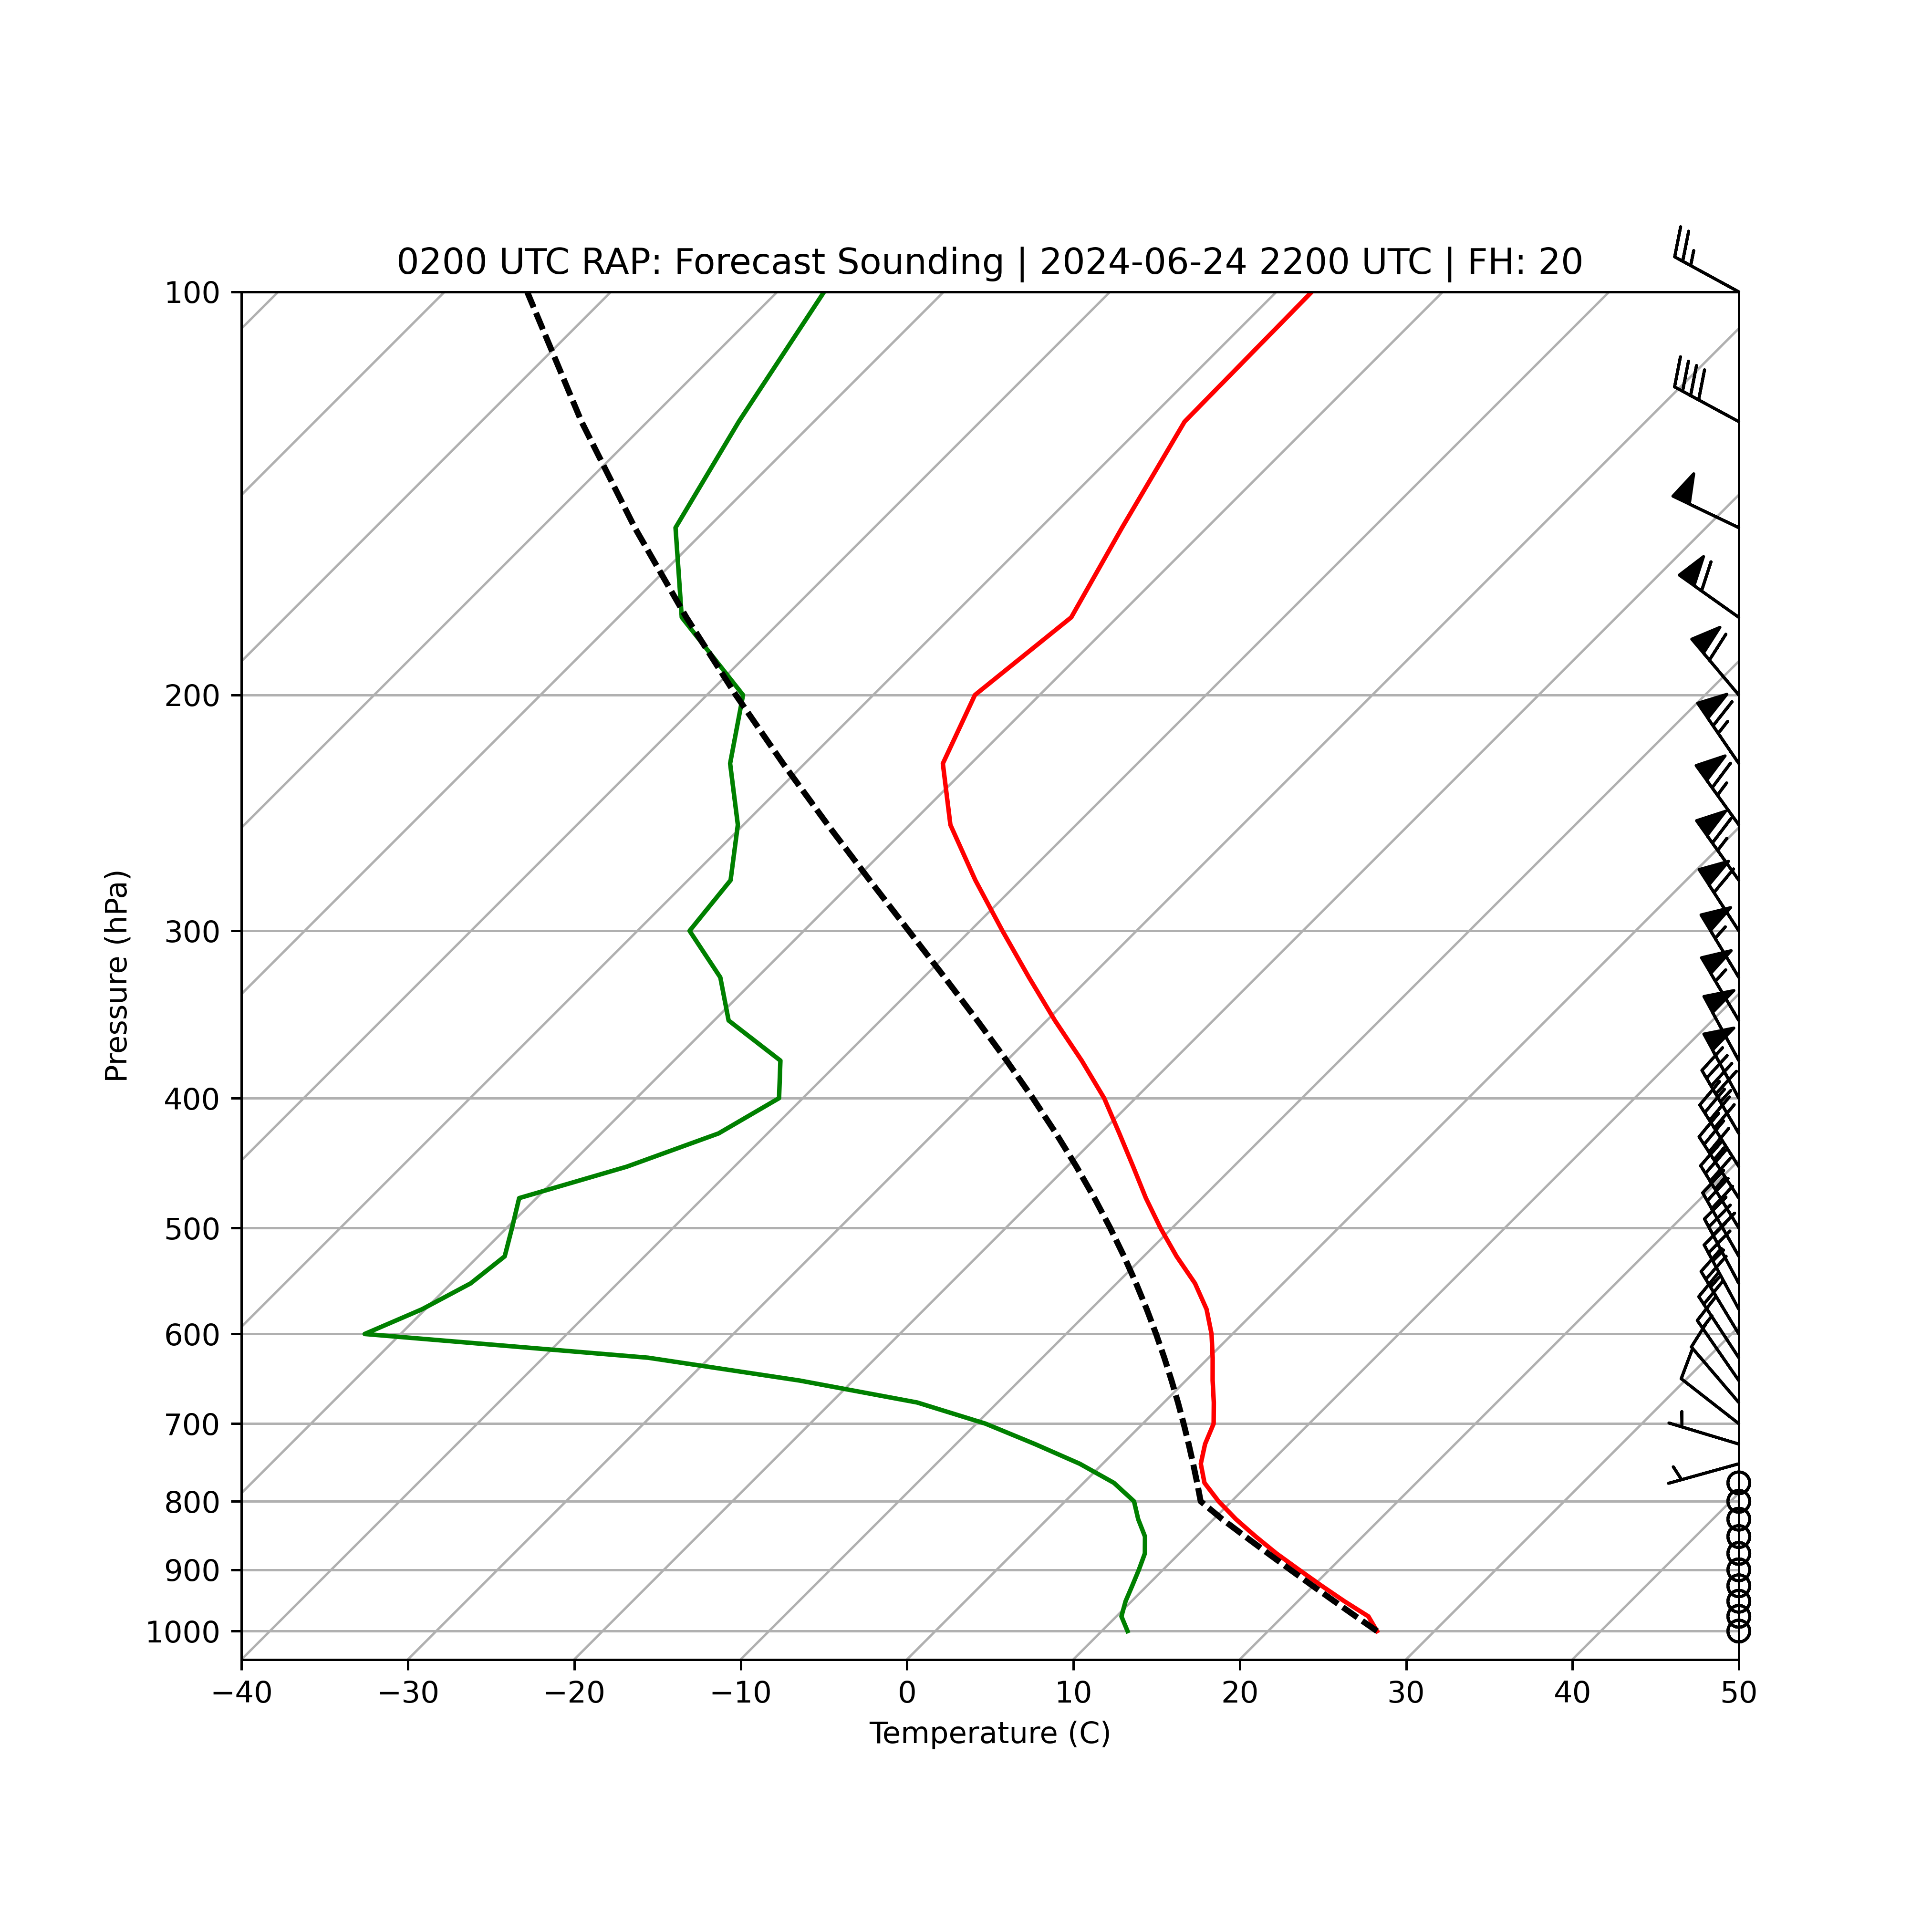 0200 UTC RAP: Forecast Sounding | 2024-06-24 2200 UTC | FH: 20
100
200
300
400
500
600
700
800
900
1000
Pressure (hPa)
−40 −30 −20 −10 0 10 20 30 40 50
Temperature (C)